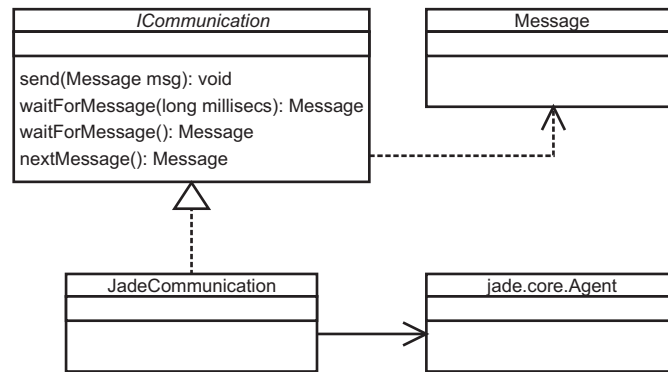 ICommunication
send(Message msg): void
waitForMessage(long millisecs): Message
waitForMessage(): Message
nextMessage(): Message
Message
JadeCommunication
jade.core.Agent